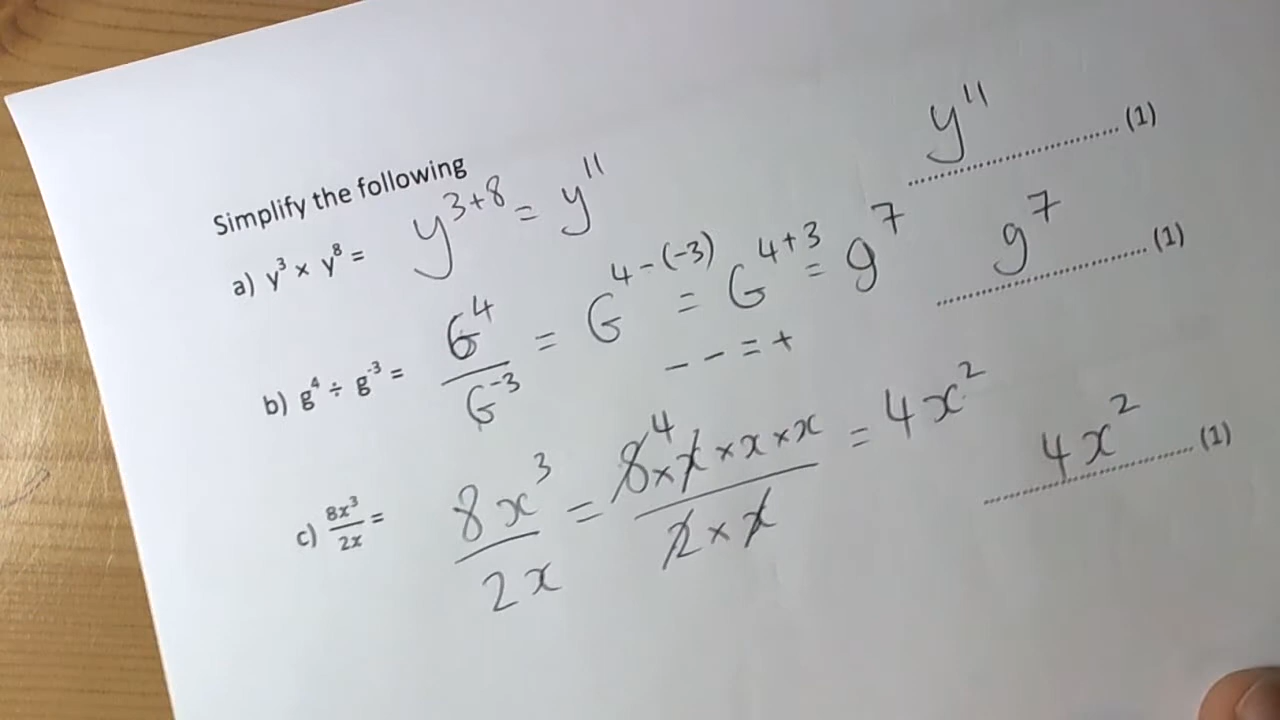 Simplify the following
a) y³ × y⁸ = y³⁺⁸ = y¹¹ y¹¹ (1)
b) g⁴ ÷ g⁻³ = G⁴/G⁻³ = G⁴⁻⁽⁻³⁾ = G⁴⁺³ = g⁷ g⁷ (1)
− − = +
c) 8x³/2x = 8x³/2x = 8⁴ × x × x × x/2 × x = 4x² 4x² (1)